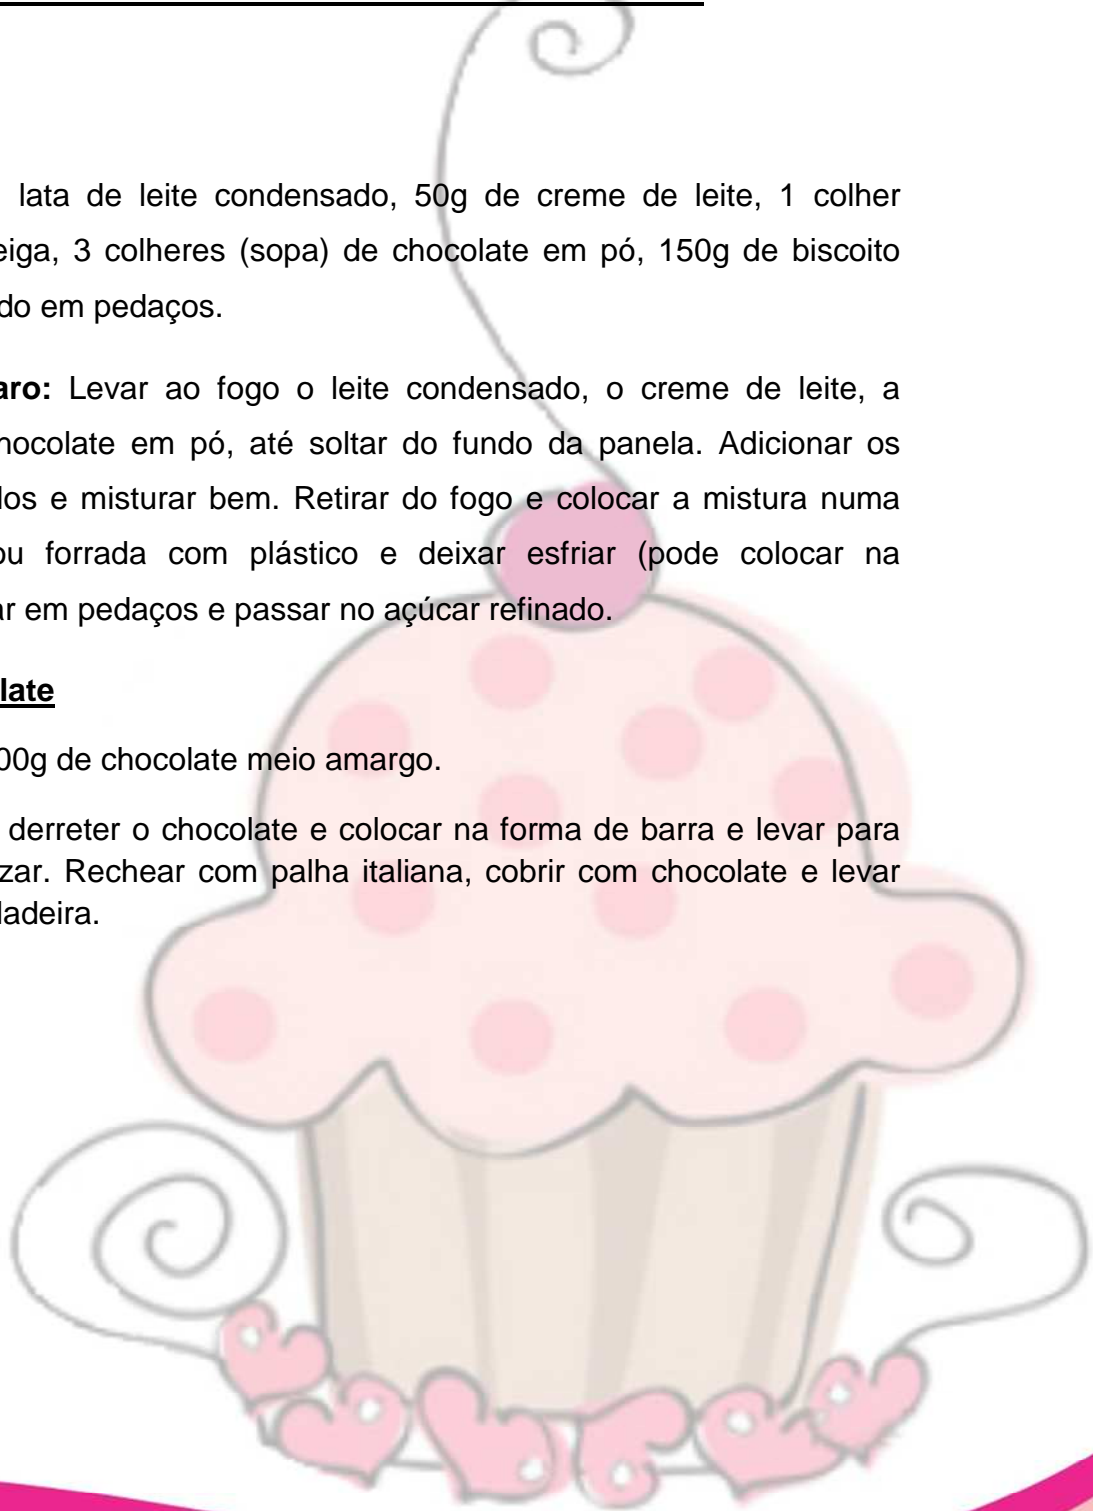 lata de leite condensado, 50g de creme de leite, 1 colher
eiga, 3 colheres (sopa) de chocolate em pó, 150g de biscoito
do em pedaços.
aro: Levar ao fogo o leite condensado, o creme de leite, a
hocolate em pó, até soltar do fundo da panela. Adicionar os
los e misturar bem. Retirar do fogo e colocar a mistura numa
ou forrada com plástico e deixar esfriar (pode colocar na
ar em pedaços e passar no açúcar refinado.
late
00g de chocolate meio amargo.
derreter o chocolate e colocar na forma de barra e levar para
zar. Rechear com palha italiana, cobrir com chocolate e levar
ladeira.